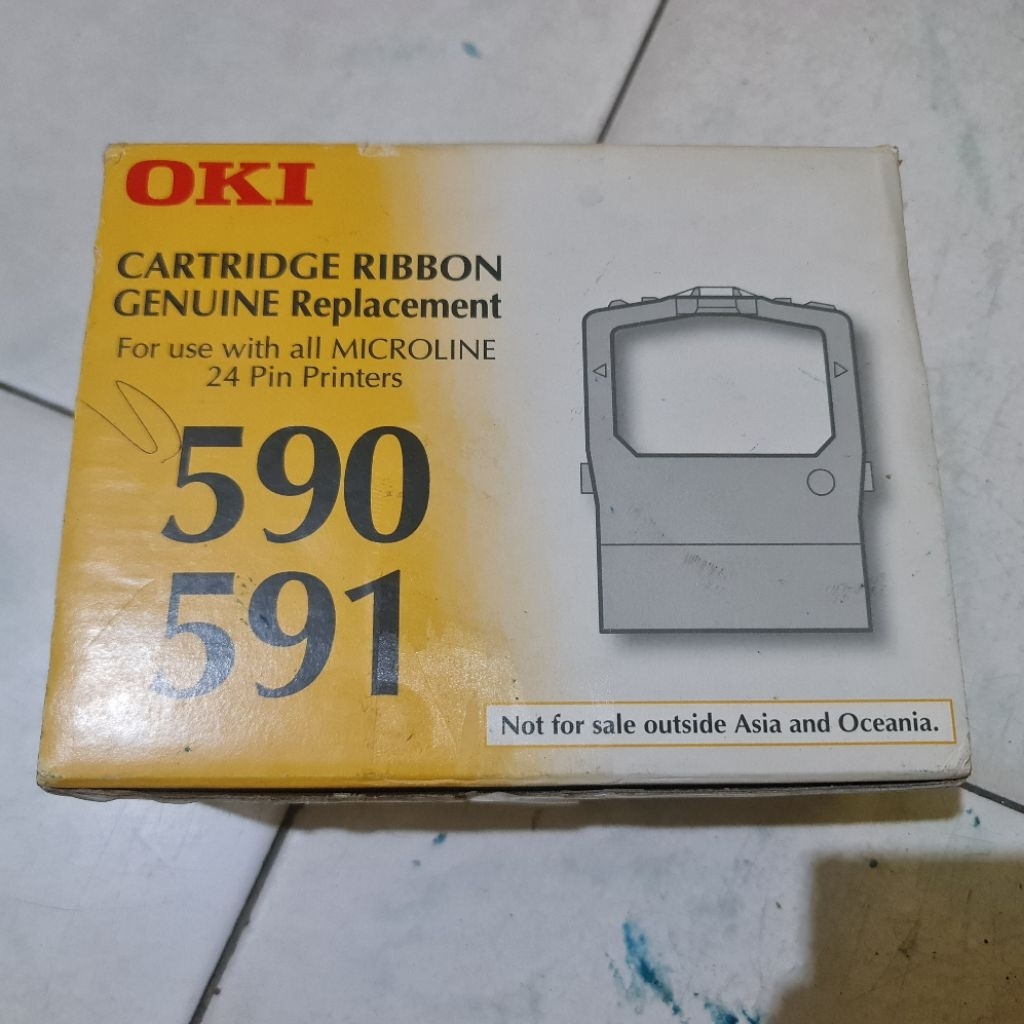 OKI
CARTRIDGE RIBBON
GENUINE Replacement
For use with all MICROLINE
24 Pin Printers
590
591
Not for sale outside Asia and Oceania.